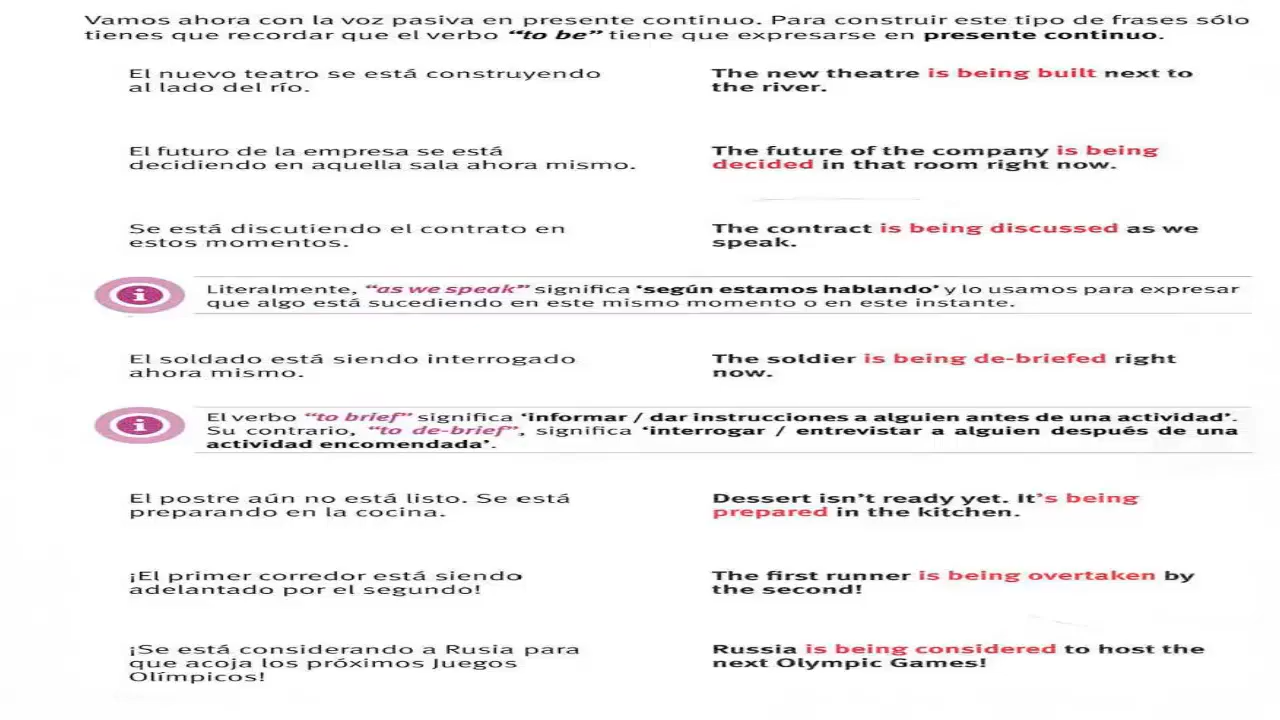 Vamos ahora con la voz pasiva en presente continuo. Para construir este tipo de frases sólo
tienes que recordar que el verbo “to be” tiene que expresarse en presente continuo.
El nuevo teatro se está construyendo
al lado del río.
The new theatre is being built next to
the river.
El futuro de la empresa se está
decidiendo en aquella sala ahora mismo.
The future of the company is being
decided in that room right now.
Se está discutiendo el contrato en
estos momentos.
The contract is being discussed as we
speak.
Literalmente, “as we speak” significa ‘según estamos hablando’ y lo usamos para expresar
que algo está sucediendo en este mismo momento o en este instante.
El soldado está siendo interrogado
ahora mismo.
The soldier is being de-briefed right
now.
El verbo “to brief” significa ‘informar / dar instrucciones a alguien antes de una actividad’.
Su contrario, “to de-brief”, significa ‘interrogar / entrevistar a alguien después de una
actividad encomendada’.
El postre aún no está listo. Se está
preparando en la cocina.
Dessert isn’t ready yet. It’s being
prepared in the kitchen.
¡El primer corredor está siendo
adelantado por el segundo!
The first runner is being overtaken by
the second!
¡Se está considerando a Rusia para
que acoja los próximos Juegos
Olímpicos!
Russia is being considered to host the
next Olympic Games!